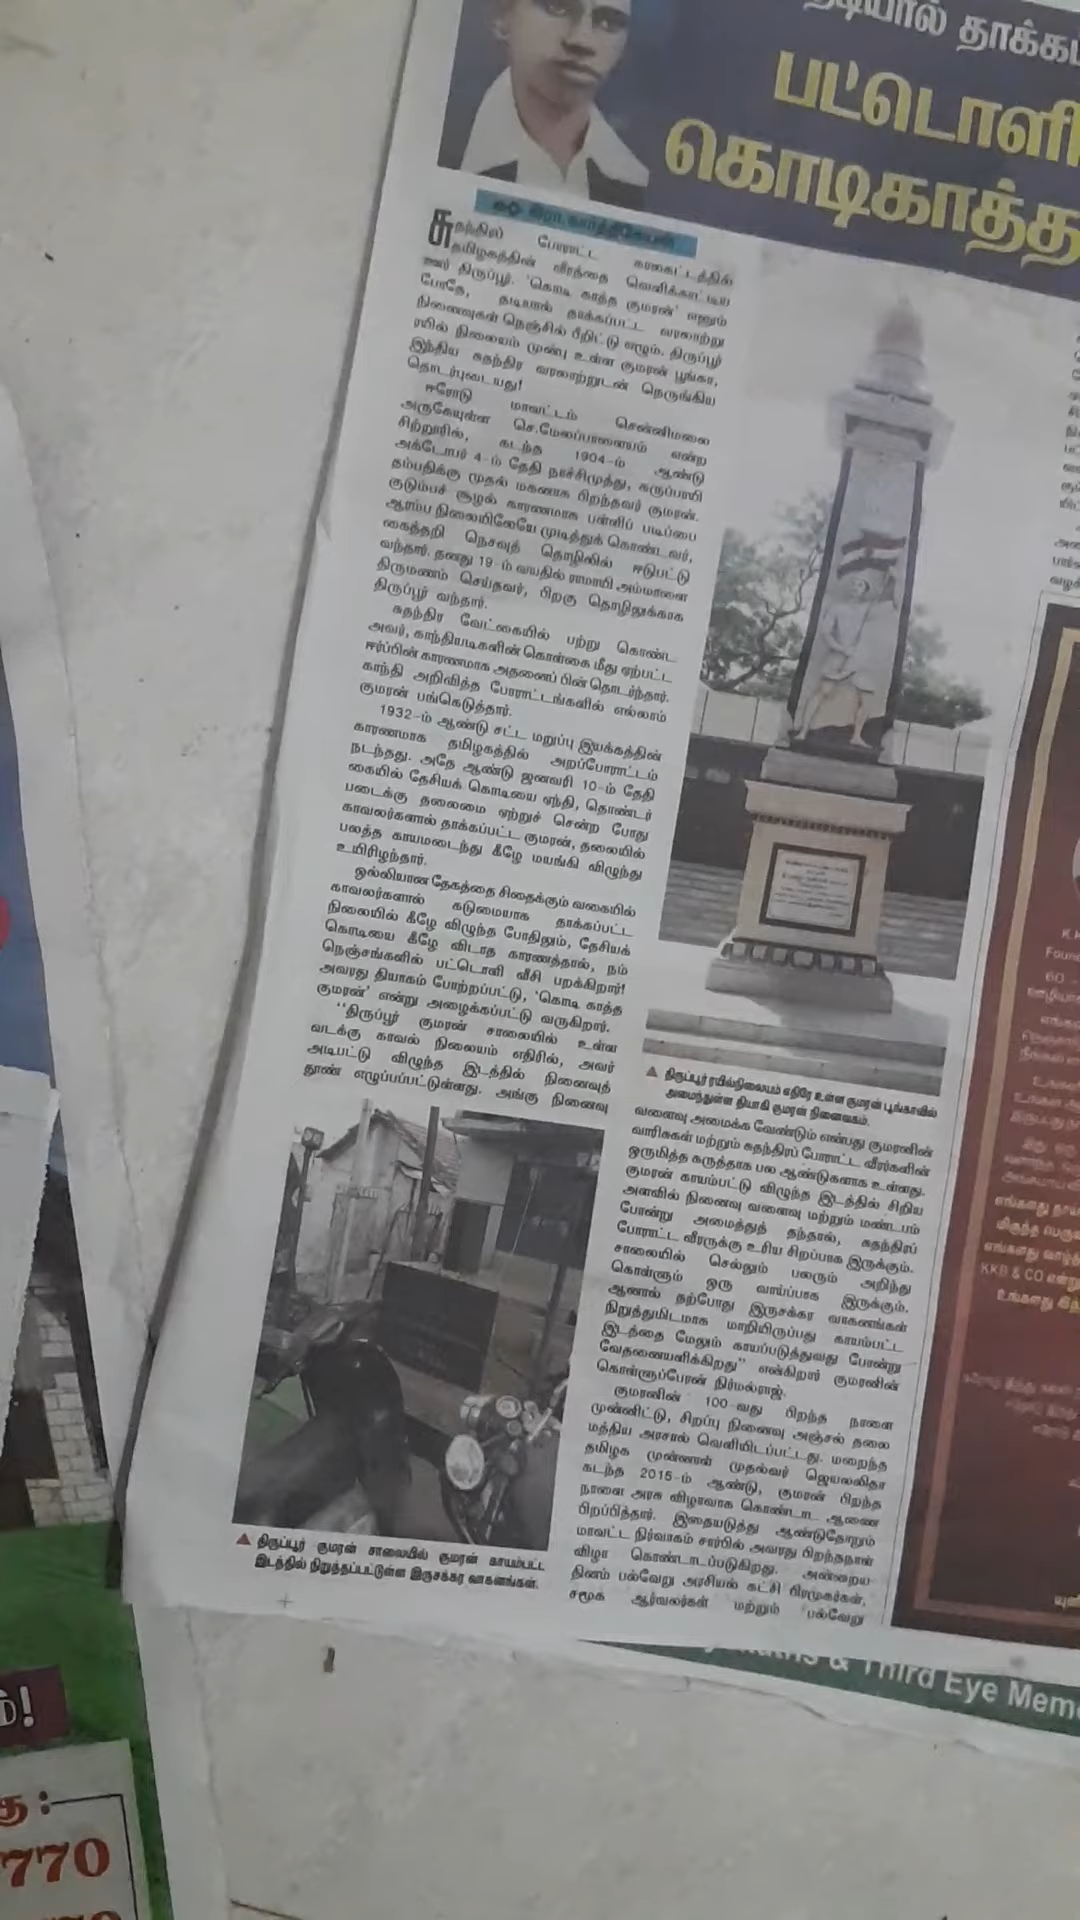 தடியால் தாக்கப்
பட்டொளி
கொடிகாத்த
இரா.கார்த்திகேயன்
சுதந்திர போராட்ட காலகட்டத்தில்
தமிழகத்தின் வீரத்தை வெளிக்காட்டிய
ஊர் திருப்பூர். 'கொடி காத்த குமரன்' எனும்
போதே, தடியால் தாக்கப்பட்ட வரலாற்று
நினைவுகள் நெஞ்சில் பீறிட்டு எழும். திருப்பூர்
ரயில் நிலையம் முன்பு உள்ள குமரன் பூங்கா,
இந்திய சுதந்திர வரலாற்றுடன் நெருங்கிய
தொடர்புடையது!
ஈரோடு மாவட்டம் சென்னிமலை
அருகேயுள்ள செ.மேலப்பாளையம் என்ற
சிற்றூரில், கடந்த 1904-ம் ஆண்டு
அக்டோபர் 4-ம் தேதி நாச்சிமுத்து, கருப்பாயி
தம்பதிக்கு முதல் மகனாக பிறந்தவர் குமரன்.
குடும்பச் சூழல் காரணமாக பள்ளிப் படிப்பை
ஆரம்ப நிலையிலேயே முடித்துக் கொண்டவர்,
கைத்தறி நெசவுத் தொழிலில் ஈடுபட்டு
வந்தார். தனது 19-ம் வயதில் ராமாயி அம்மாளை
திருமணம் செய்தவர், பிறகு தொழிலுக்காக
திருப்பூர் வந்தார்.
சுதந்திர வேட்கையில் பற்று கொண்ட
அவர், காந்தியடிகளின் கொள்கை மீது ஏற்பட்ட
ஈர்ப்பின் காரணமாக அதனைப் பின் தொடர்ந்தார்.
காந்தி அறிவித்த போராட்டங்களில் எல்லாம்
குமரன் பங்கெடுத்தார்.
1932-ம் ஆண்டு சட்ட மறுப்பு இயக்கத்தின்
காரணமாக தமிழகத்தில் அறப்போராட்டம்
நடந்தது. அதே ஆண்டு ஜனவரி 10-ம் தேதி
கையில் தேசியக் கொடியை ஏந்தி, தொண்டர்
படைக்கு தலைமை ஏற்றுச் சென்ற போது
காவலர்களால் தாக்கப்பட்ட குமரன், தலையில்
பலத்த காயமடைந்து கீழே மயங்கி விழுந்து
உயிரிழந்தார்.
ஒல்லியான தேகத்தை சிதைக்கும் வகையில்
காவலர்களால் கடுமையாக தாக்கப்பட்ட
நிலையில் கீழே விழுந்த போதிலும், தேசியக்
கொடியை கீழே விடாத காரணத்தால், நம்
நெஞ்சங்களில் பட்டொளி வீசி பறக்கிறார்!
அவரது தியாகம் போற்றப்பட்டு, 'கொடி காத்த
குமரன்' என்று அழைக்கப்பட்டு வருகிறார்.
"திருப்பூர் குமரன் சாலையில் உள்ள
வடக்கு காவல் நிலையம் எதிரில், அவர்
அடிபட்டு விழுந்த இடத்தில் நினைவுத்
தூண் எழுப்பப்பட்டுள்ளது. அங்கு நினைவு
▲ திருப்பூர் ரயில்நிலையம் எதிரே உள்ள குமரன் பூங்காவில்
அமைந்துள்ள தியாகி குமரன் நினைவகம்.
வளைவு அமைக்க வேண்டும் என்பது குமரனின்
வாரிசுகள் மற்றும் சுதந்திரப் போராட்ட வீரர்களின்
ஒருமித்த கருத்தாக பல ஆண்டுகளாக உள்ளது.
குமரன் காயம்பட்டு விழுந்த இடத்தில் சிறிய
அளவில் நினைவு வளைவு மற்றும் மண்டபம்
போன்று அமைத்துத் தந்தால், சுதந்திரப்
போராட்ட வீரருக்கு உரிய சிறப்பாக இருக்கும்.
சாலையில் செல்லும் பலரும் அறிந்து
கொள்ளும் ஒரு வாய்ப்பாக இருக்கும்.
ஆனால் தற்போது இருசக்கர வாகனங்கள்
நிறுத்துமிடமாக மாறியிருப்பது காயம்பட்ட
இடத்தை மேலும் காயப்படுத்துவது போன்று
வேதனையளிக்கிறது" என்கிறார் குமரனின்
கொள்ளுப்பேரன் நிர்மல்ராஜ்.
குமரனின் 100-வது பிறந்த நாளை
முன்னிட்டு, சிறப்பு நினைவு அஞ்சல் தலை
மத்திய அரசால் வெளியிடப்பட்டது. மறைந்த
தமிழக முன்னாள் முதல்வர் ஜெயலலிதா
கடந்த 2015-ம் ஆண்டு, குமரன் பிறந்த
நாளை அரசு விழாவாக கொண்டாட ஆணை
பிறப்பித்தார். இதையடுத்து ஆண்டுதோறும்
மாவட்ட நிர்வாகம் சார்பில் அவரது பிறந்தநாள்
விழா கொண்டாடப்படுகிறது. அன்றைய
தினம் பல்வேறு அரசியல் கட்சி பிரமுகர்கள்,
சமூக ஆர்வலர்கள் மற்றும் பல்வேறு
▲ திருப்பூர் குமரன் சாலையில் குமரன் காயம்பட்ட
இடத்தில் நிறுத்தப்பட்டுள்ள இருசக்கர வாகனங்கள்.
K.K
Foun
60 -
KKB & CO
& Third Eye Mem
ம்!
து:
770